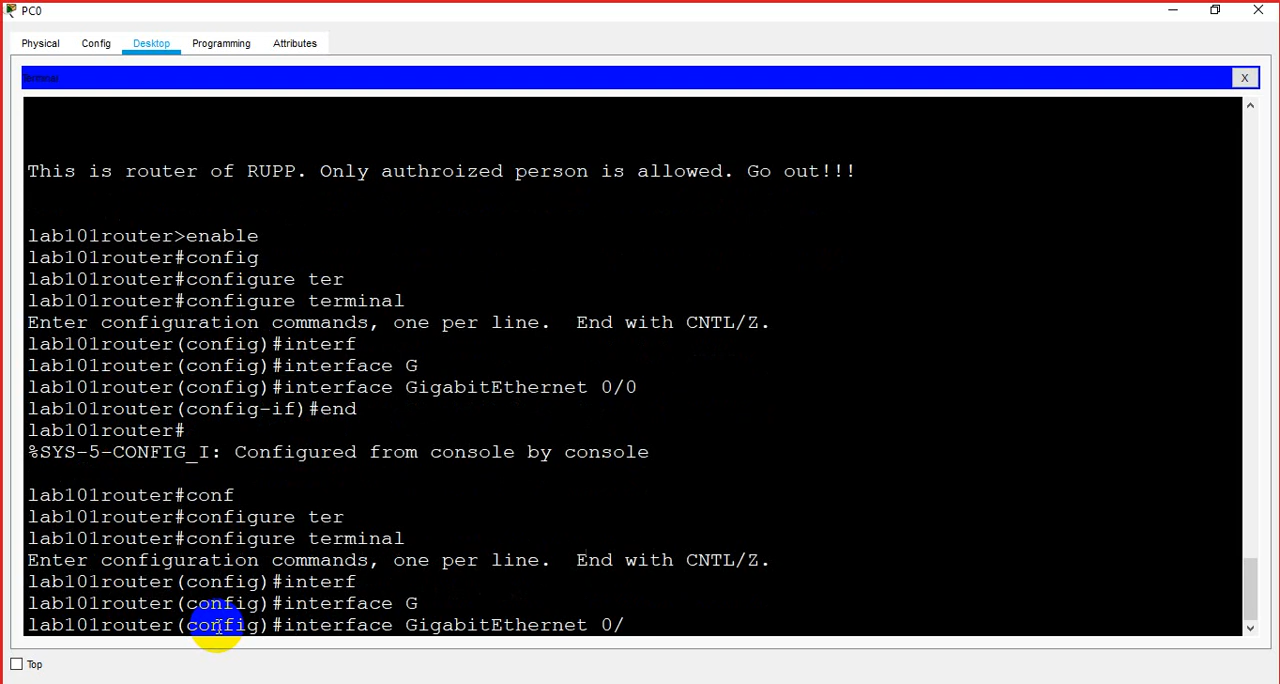 PC0
Physical Config Desktop Programming Attributes
Terminal
X
This is router of RUPP. Only authroized person is allowed. Go out!!!
lab101router>enable
lab101router#config
lab101router#configure ter
lab101router#configure terminal
Enter configuration commands, one per line.  End with CNTL/Z.
lab101router(config)#interf
lab101router(config)#interface G
lab101router(config)#interface GigabitEthernet 0/0
lab101router(config-if)#end
lab101router#
%SYS-5-CONFIG_I: Configured from console by console
lab101router#conf
lab101router#configure ter
lab101router#configure terminal
Enter configuration commands, one per line.  End with CNTL/Z.
lab101router(config)#interf
lab101router(config)#interface G
lab101router(config)#interface GigabitEthernet 0/
Top